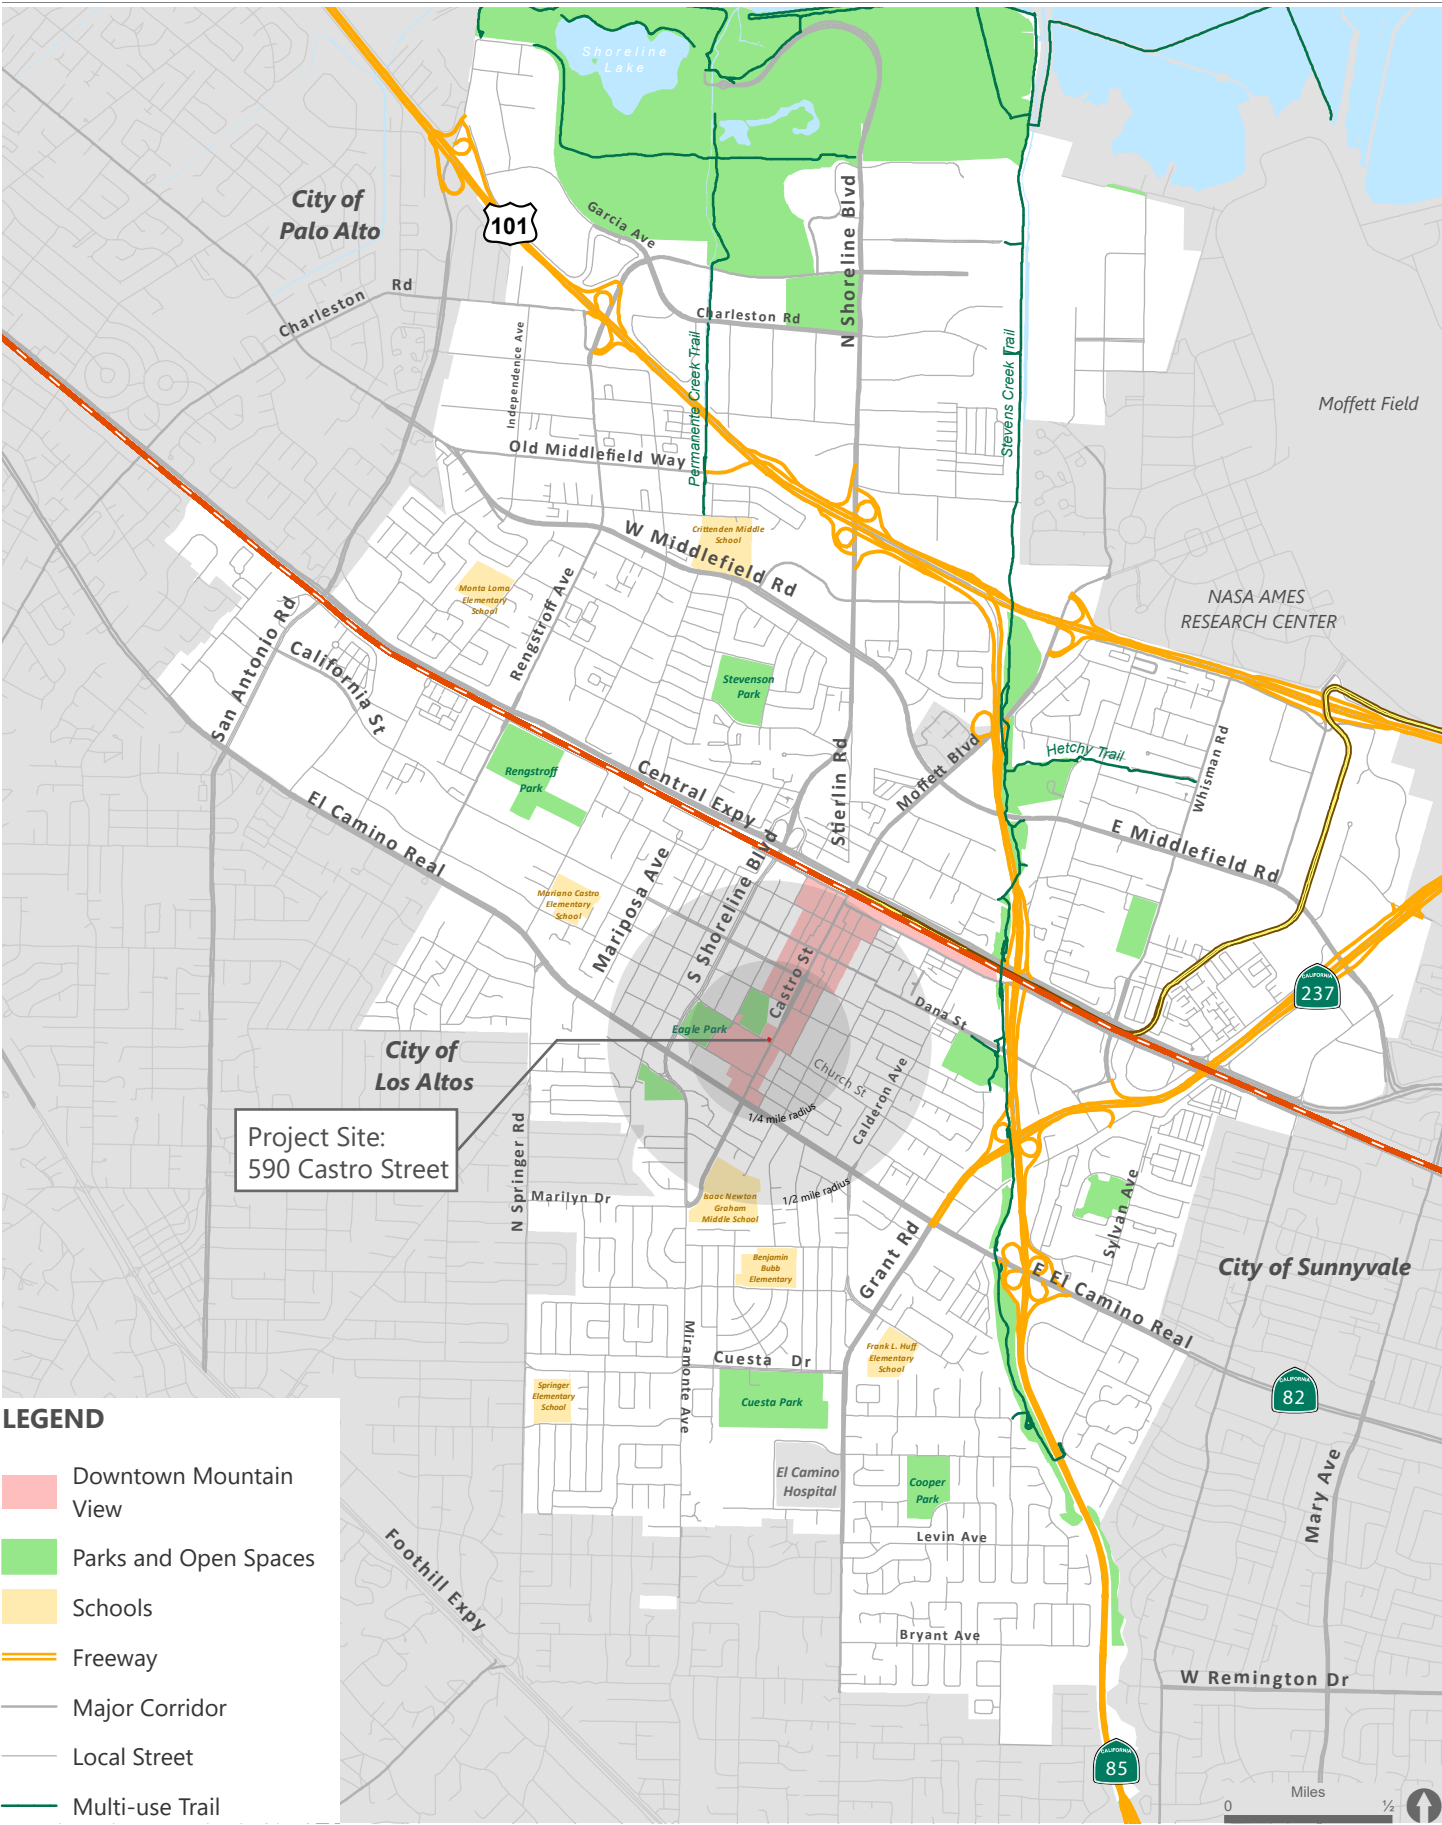 Shoreline
Lake
City of
Palo Alto
101
Garcia Ave
N Shoreline Blvd
Charleston Rd
Charleston Rd
Independence Ave
Permanente Creek Trail
Stevens Creek Trail
Moffett Field
Old Middlefield Way
Crittenden Middle
School
W Middlefield Rd
Monta Loma
Elementary
School
Rengstroff Ave
NASA AMES
RESEARCH CENTER
San Antonio Rd
California St
Stevenson
Park
Rengstroff
Park
Central Expy
Stierlin Rd
Moffett Blvd
Hetchy Trail
Whisman Rd
El Camino Real
E Middlefield Rd
Mariano Castro
Elementary
School
Mariposa Ave
S Shoreline Blvd
Castro St
Dana St
CALIFORNIA
237
Eagle Park
City of
Los Altos
Church St
Calderon Ave
1/4 mile radius
Project Site:
590 Castro Street
N Springer Rd
Marilyn Dr
Isaac Newton
Graham
Middle School
1/2 mile radius
Sylvan Ave
Grant Rd
Benjamin
Bubb
Elementary
City of Sunnyvale
E El Camino Real
Miramonte Ave
Cuesta Dr
Frank L. Huff
Elementary
School
Springer
Elementary
School
Cuesta Park
CALIFORNIA
82
El Camino
Hospital
Cooper
Park
Levin Ave
Mary Ave
Foothill Expy
Bryant Ave
W Remington Dr
CALIFORNIA
85
LEGEND
Downtown Mountain
View
Parks and Open Spaces
Schools
Freeway
Major Corridor
Local Street
Multi-use Trail
Miles
0 ½